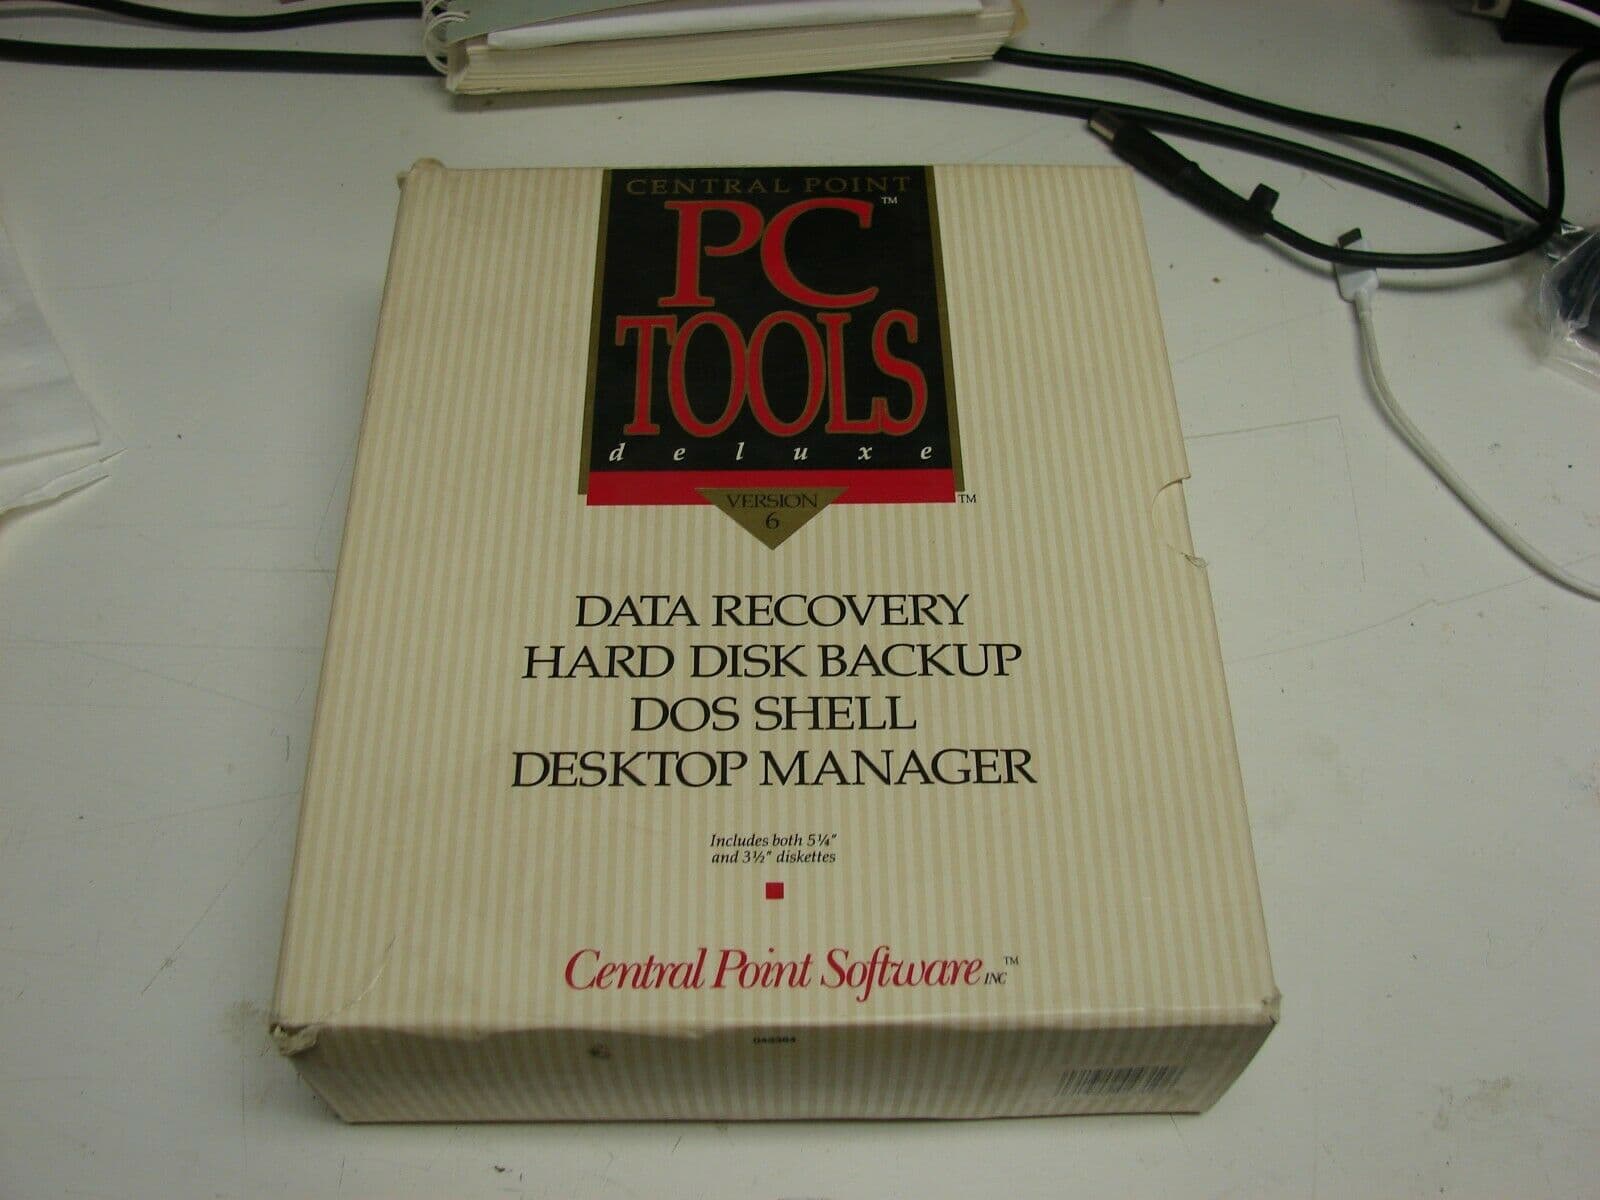 CENTRAL POINT
PC™
TOOLS
deluxe
™
VERSION
6
DATA RECOVERY
HARD DISK BACKUP
DOS SHELL
DESKTOP MANAGER
Includes both 5¼"
and 3½" diskettes
Central Point Software INC™